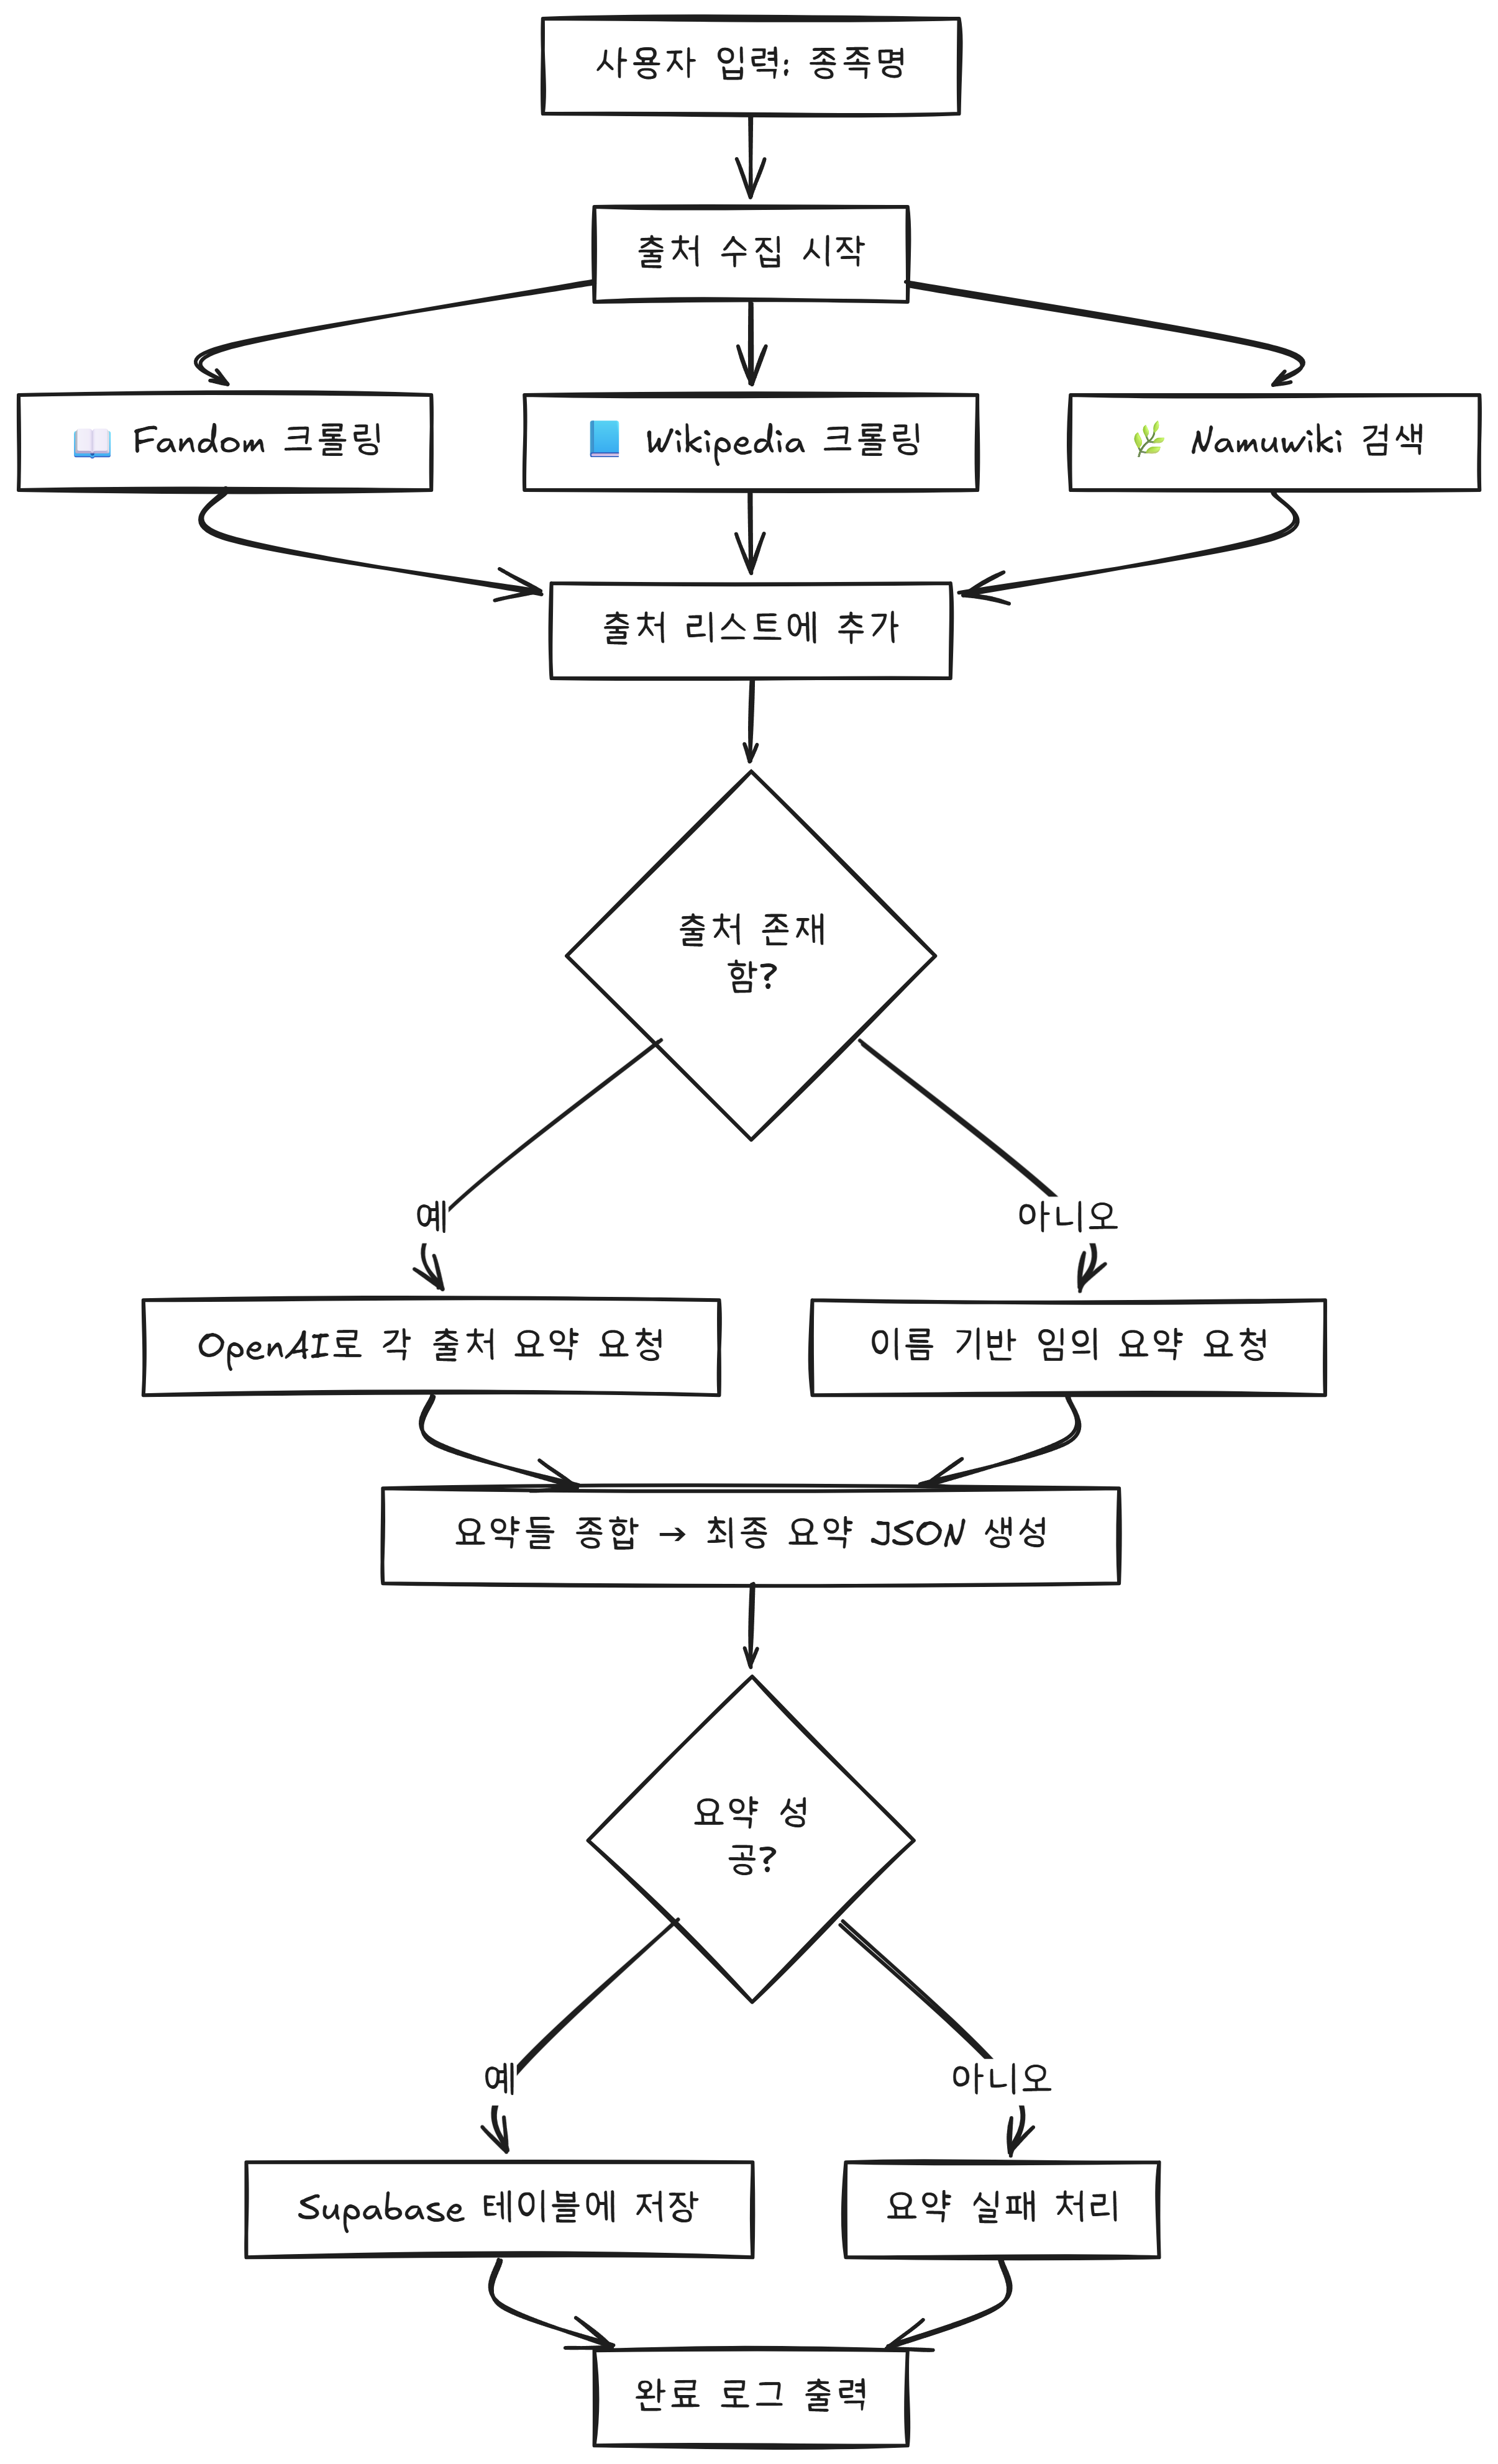 사용자 입력: 종족명
출처 수집 시작
📖 Fandom 크롤링
📘 Wikipedia 크롤링
🌿 Namuwiki 검색
출처 리스트에 추가
출처 존재
함?
예
아니오
OpenAI로 각 출처 요약 요청
이름 기반 임의 요약 요청
요약들 종합 → 최종 요약 JSON 생성
요약 성
공?
예
아니오
Supabase 테이블에 저장
요약 실패 처리
완료 로그 출력